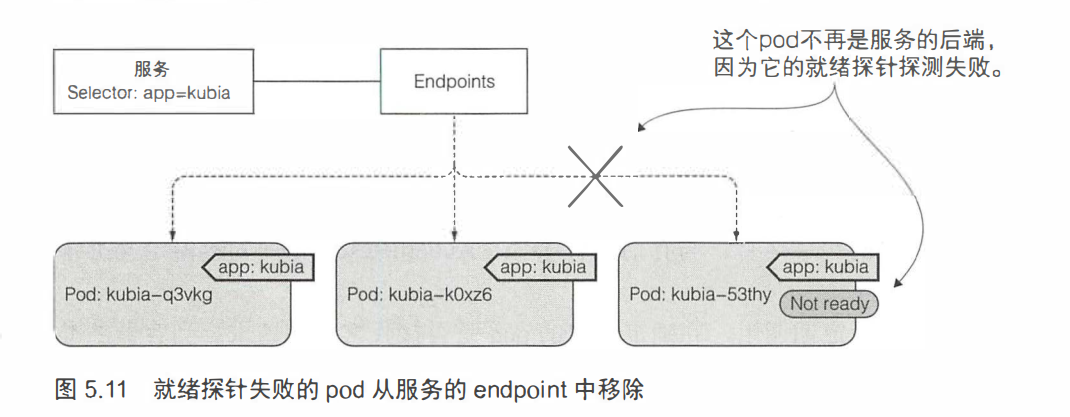 这个pod不再是服务的后端，
因为它的就绪探针探测失败。
服务
Selector: app=kubia
Endpoints
app: kubia
Pod: kubia-q3vkg
app: kubia
Pod: kubia-k0xz6
app: kubia
Pod: kubia-53thy
Not ready
图 5.11 就绪探针失败的 pod 从服务的 endpoint 中移除